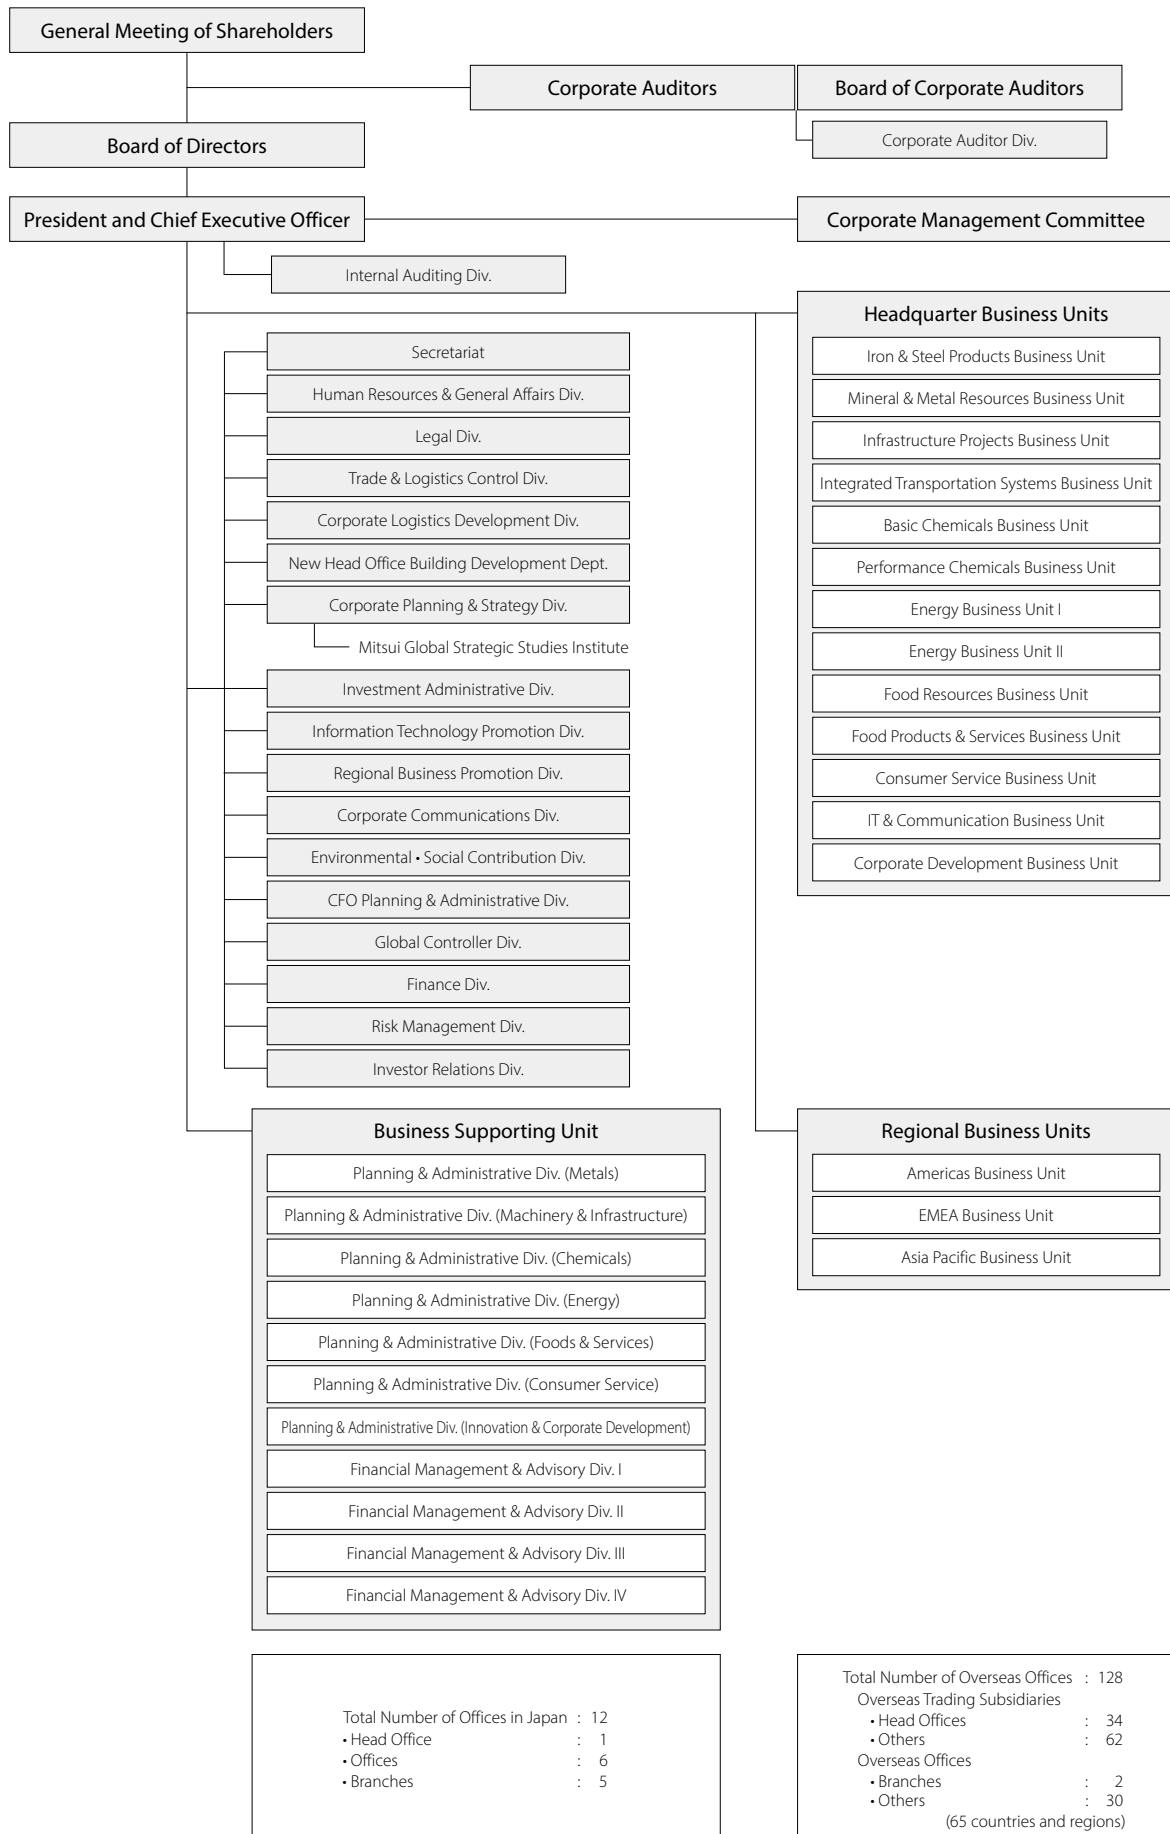 General Meeting of Shareholders
Corporate Auditors
Board of Corporate Auditors
Corporate Auditor Div.
Board of Directors
President and Chief Executive Officer
Corporate Management Committee
Internal Auditing Div.
Secretariat
Human Resources & General Affairs Div.
Legal Div.
Trade & Logistics Control Div.
Corporate Logistics Development Div.
New Head Office Building Development Dept.
Corporate Planning & Strategy Div.
Mitsui Global Strategic Studies Institute
Investment Administrative Div.
Information Technology Promotion Div.
Regional Business Promotion Div.
Corporate Communications Div.
Environmental • Social Contribution Div.
CFO Planning & Administrative Div.
Global Controller Div.
Finance Div.
Risk Management Div.
Investor Relations Div.
Headquarter Business Units
Iron & Steel Products Business Unit
Mineral & Metal Resources Business Unit
Infrastructure Projects Business Unit
Integrated Transportation Systems Business Unit
Basic Chemicals Business Unit
Performance Chemicals Business Unit
Energy Business Unit I
Energy Business Unit II
Food Resources Business Unit
Food Products & Services Business Unit
Consumer Service Business Unit
IT & Communication Business Unit
Corporate Development Business Unit
Business Supporting Unit
Planning & Administrative Div. (Metals)
Planning & Administrative Div. (Machinery & Infrastructure)
Planning & Administrative Div. (Chemicals)
Planning & Administrative Div. (Energy)
Planning & Administrative Div. (Foods & Services)
Planning & Administrative Div. (Consumer Service)
Planning & Administrative Div. (Innovation & Corporate Development)
Financial Management & Advisory Div. I
Financial Management & Advisory Div. II
Financial Management & Advisory Div. III
Financial Management & Advisory Div. IV
Regional Business Units
Americas Business Unit
EMEA Business Unit
Asia Pacific Business Unit
Total Number of Offices in Japan : 12
• Head Office : 1
• Offices : 6
• Branches : 5
Total Number of Overseas Offices : 128
Overseas Trading Subsidiaries
• Head Offices : 34
• Others : 62
Overseas Offices
• Branches : 2
• Others : 30
(65 countries and regions)